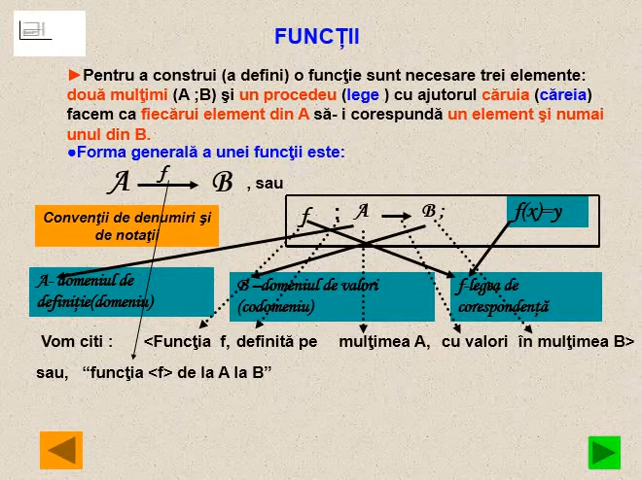 FUNCȚII
►Pentru a construi (a defini) o funcţie sunt necesare trei elemente:
două mulţimi (A ;B) şi un procedeu (lege ) cu ajutorul căruia (căreia)
facem ca fiecărui element din A să- i corespundă un element şi numai
unul din B.
●Forma generală a unei funcţii este:
A f B , sau
f : A B ; f(x)=y
Convenţii de denumiri şi
de notaţii
A- domeniul de
definiţie(domeniu)
B –domeniul de valori
(codomeniu)
f-legea de
corespondenţă
Vom citi : <Funcţia f, definită pe mulţimea A, cu valori în mulţimea B>
sau, “funcţia <f> de la A la B”